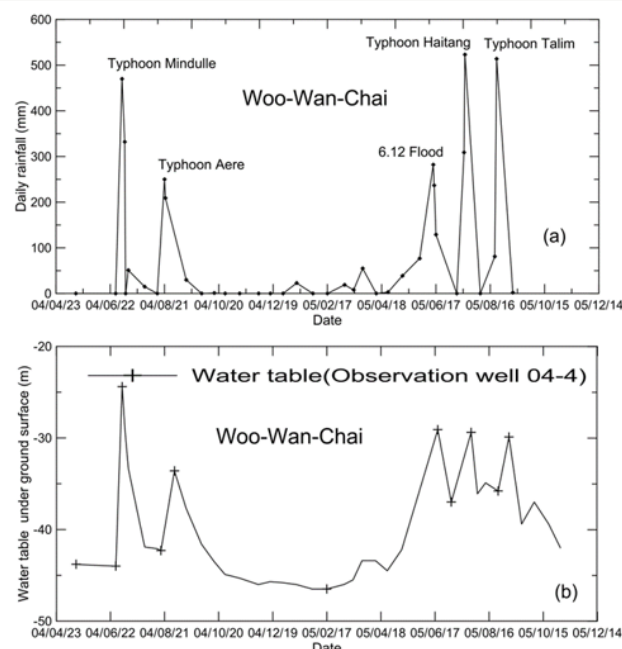 600
Typhoon Haitang
Typhoon Talim
500
Typhoon Mindulle
400
Woo-Wan-Chai
300
Typhoon Aere
6.12 Flood
200
100
(a)
0
Daily rainfall (mm)
04/04/23 04/06/22 04/08/21 04/10/20 04/12/19 05/02/17 05/04/18 05/06/17 05/08/16 05/10/15 05/12/14
Date
-20
Water table(Observation well 04-4)
-30
Woo-Wan-Chai
-40
(b)
-50
Water table under ground surface (m)
04/04/23 04/06/22 04/08/21 04/10/20 04/12/19 05/02/17 05/04/18 05/06/17 05/08/16 05/10/15 05/12/14
Date